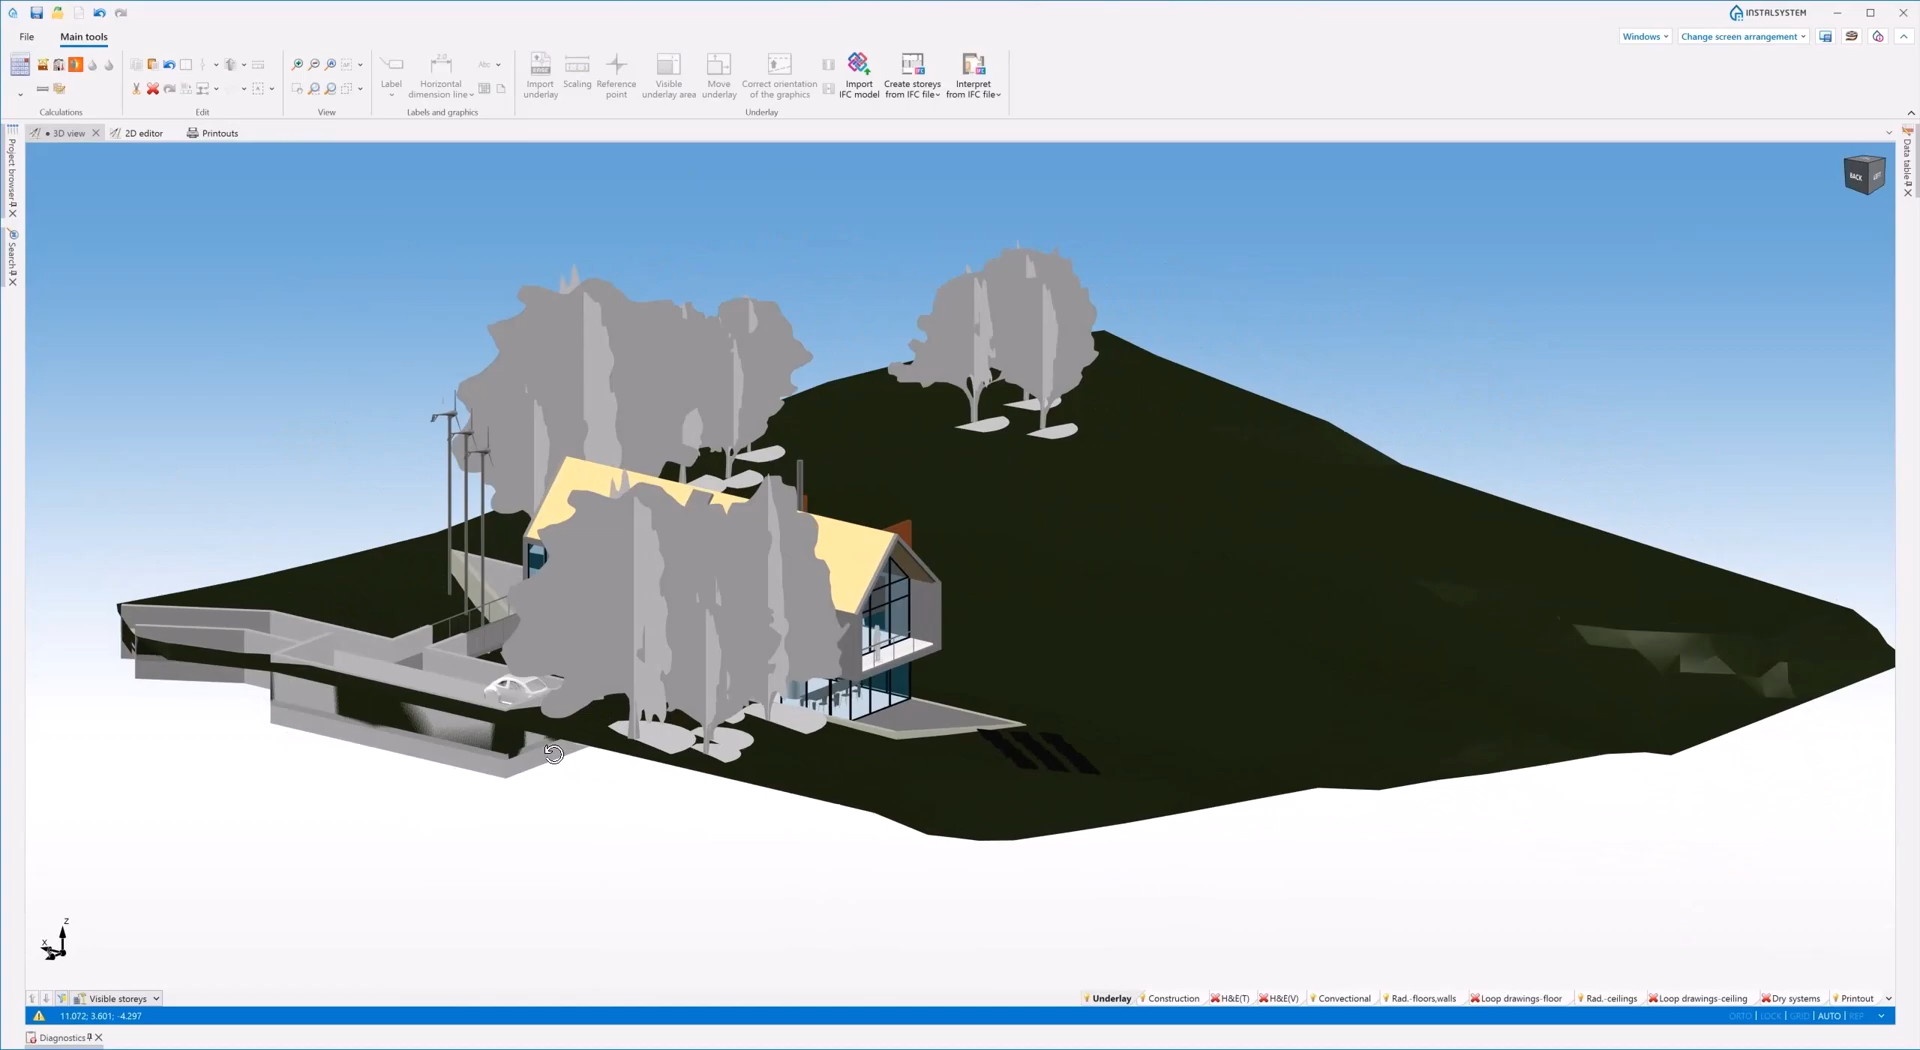 INSTALSYSTEM
File
Main tools
Windows
Change screen arrangement
Label
2.0
Horizontal
dimension line
Abc
Import
underlay
Scaling
Reference
point
Visible
underlay area
Move
underlay
Correct orientation
of the graphics
Import
IFC model
Create storeys
from IFC file
Interpret
from IFC file
Calculations
Edit
View
Labels and graphics
Underlay
3D view
2D editor
Printouts
Project browser
Search
Data table
BACK
LEFT
Z
X
Visible storeys
Underlay
Construction
H&E(T)
H&E(V)
Convectional
Rad.-floors,walls
Loop drawings-floor
Rad.-ceilings
Loop drawings-ceiling
Dry systems
Printout
11.072; 3.601; -4.297
ORTO
LOCK
GRID
AUTO
REP
Diagnostics